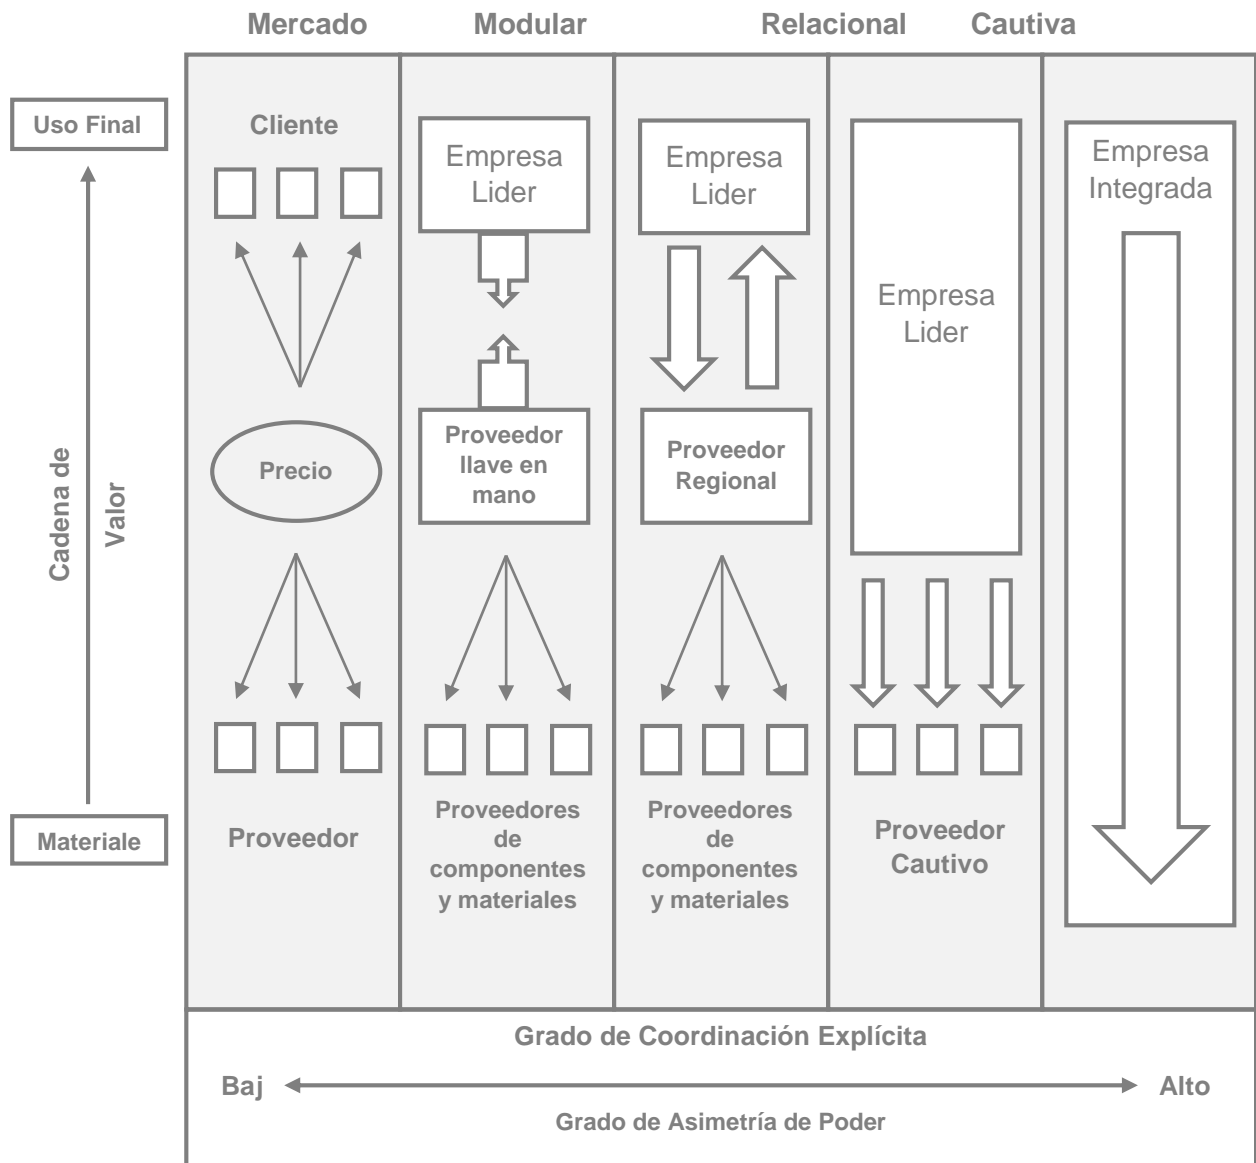 Mercado Modular Relacional Cautiva
Uso Final
Cadena de
Valor
Materiale
Cliente
Precio
Proveedor
Empresa
Lider
Proveedor
llave en
mano
Proveedores
de
componentes
y materiales
Empresa
Lider
Proveedor
Regional
Proveedores
de
componentes
y materiales
Empresa
Lider
Proveedor
Cautivo
Empresa
Integrada
Grado de Coordinación Explícita
Baj Alto
Grado de Asimetría de Poder